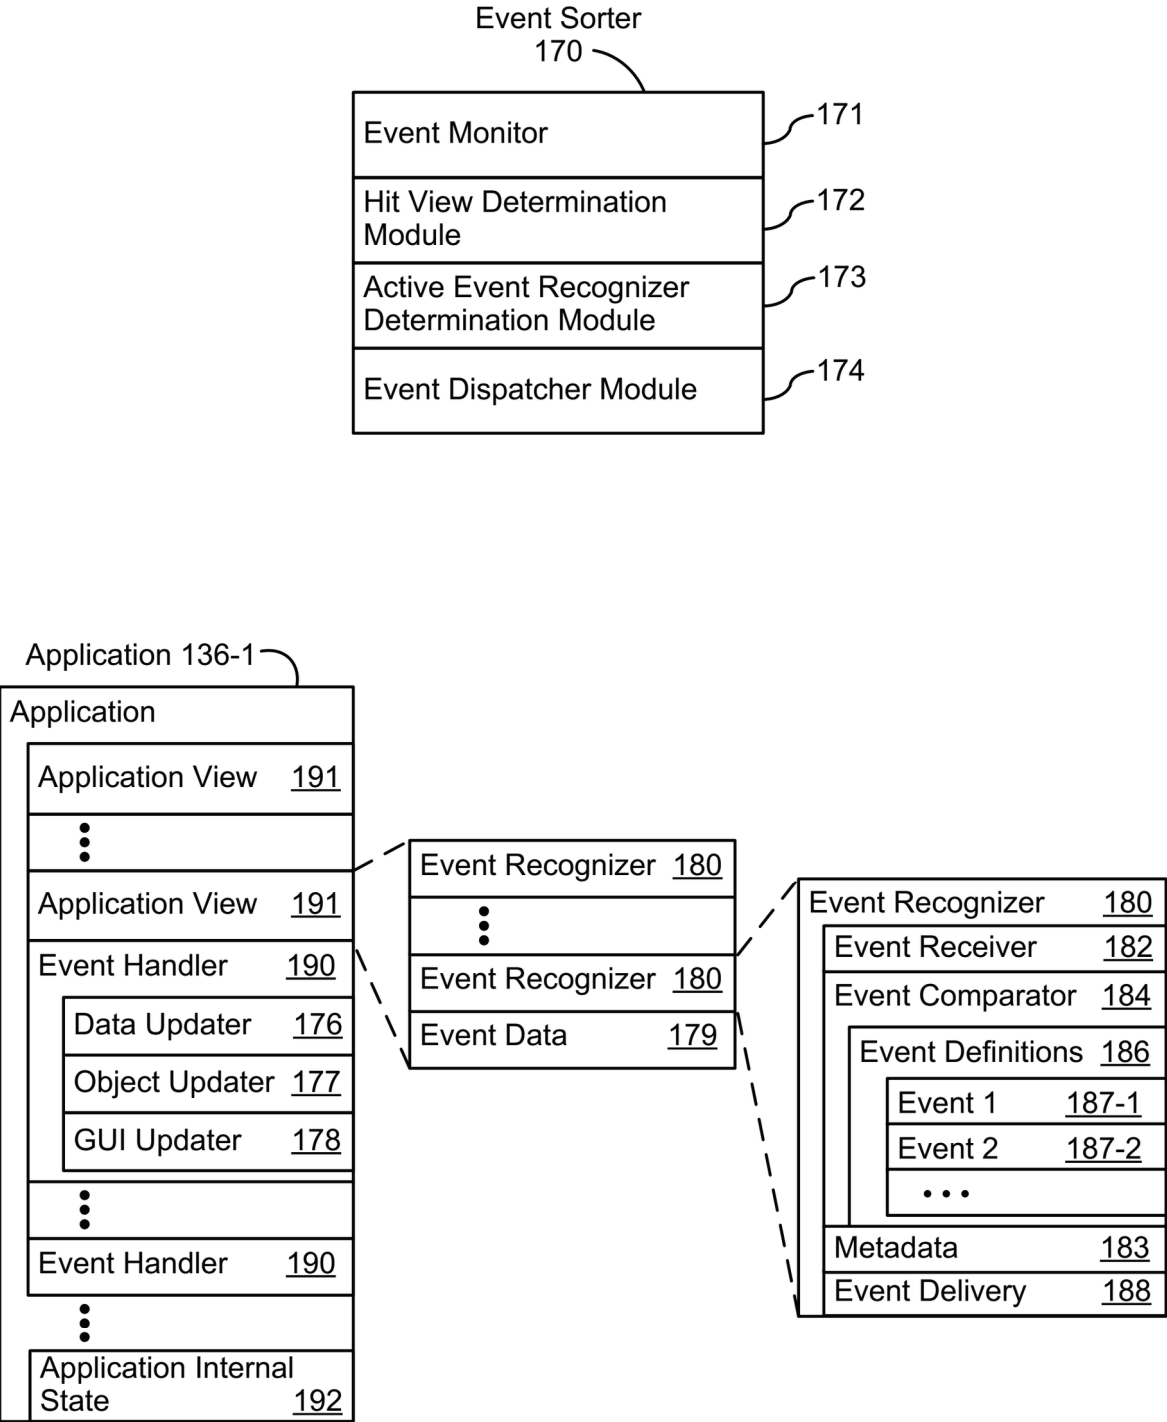 Event Sorter
170
Event Monitor
171
Hit View Determination
Module
172
Active Event Recognizer
Determination Module
173
Event Dispatcher Module
174
Application 136-1
Application
Application View 191
Application View 191
Event Handler 190
Data Updater 176
Object Updater 177
GUI Updater 178
Event Handler 190
Application Internal
State 192
Event Recognizer 180
Event Recognizer 180
Event Data 179
Event Recognizer 180
Event Receiver 182
Event Comparator 184
Event Definitions 186
Event 1 187-1
Event 2 187-2
Metadata 183
Event Delivery 188